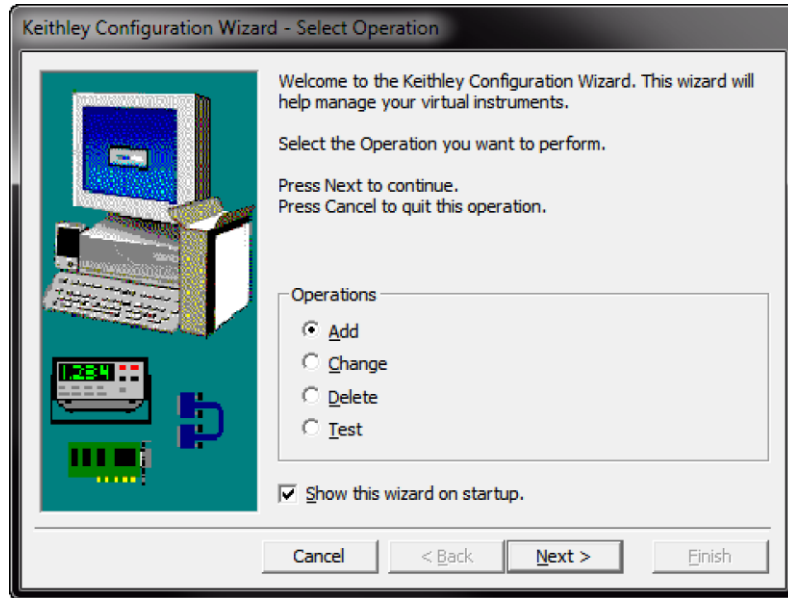 Keithley Configuration Wizard - Select Operation
Welcome to the Keithley Configuration Wizard. This wizard will
help manage your virtual instruments.
Select the Operation you want to perform.
Press Next to continue.
Press Cancel to quit this operation.
Operations
Add
Change
Delete
Test
1.234
Show this wizard on startup.
Cancel
< Back
Next >
Finish